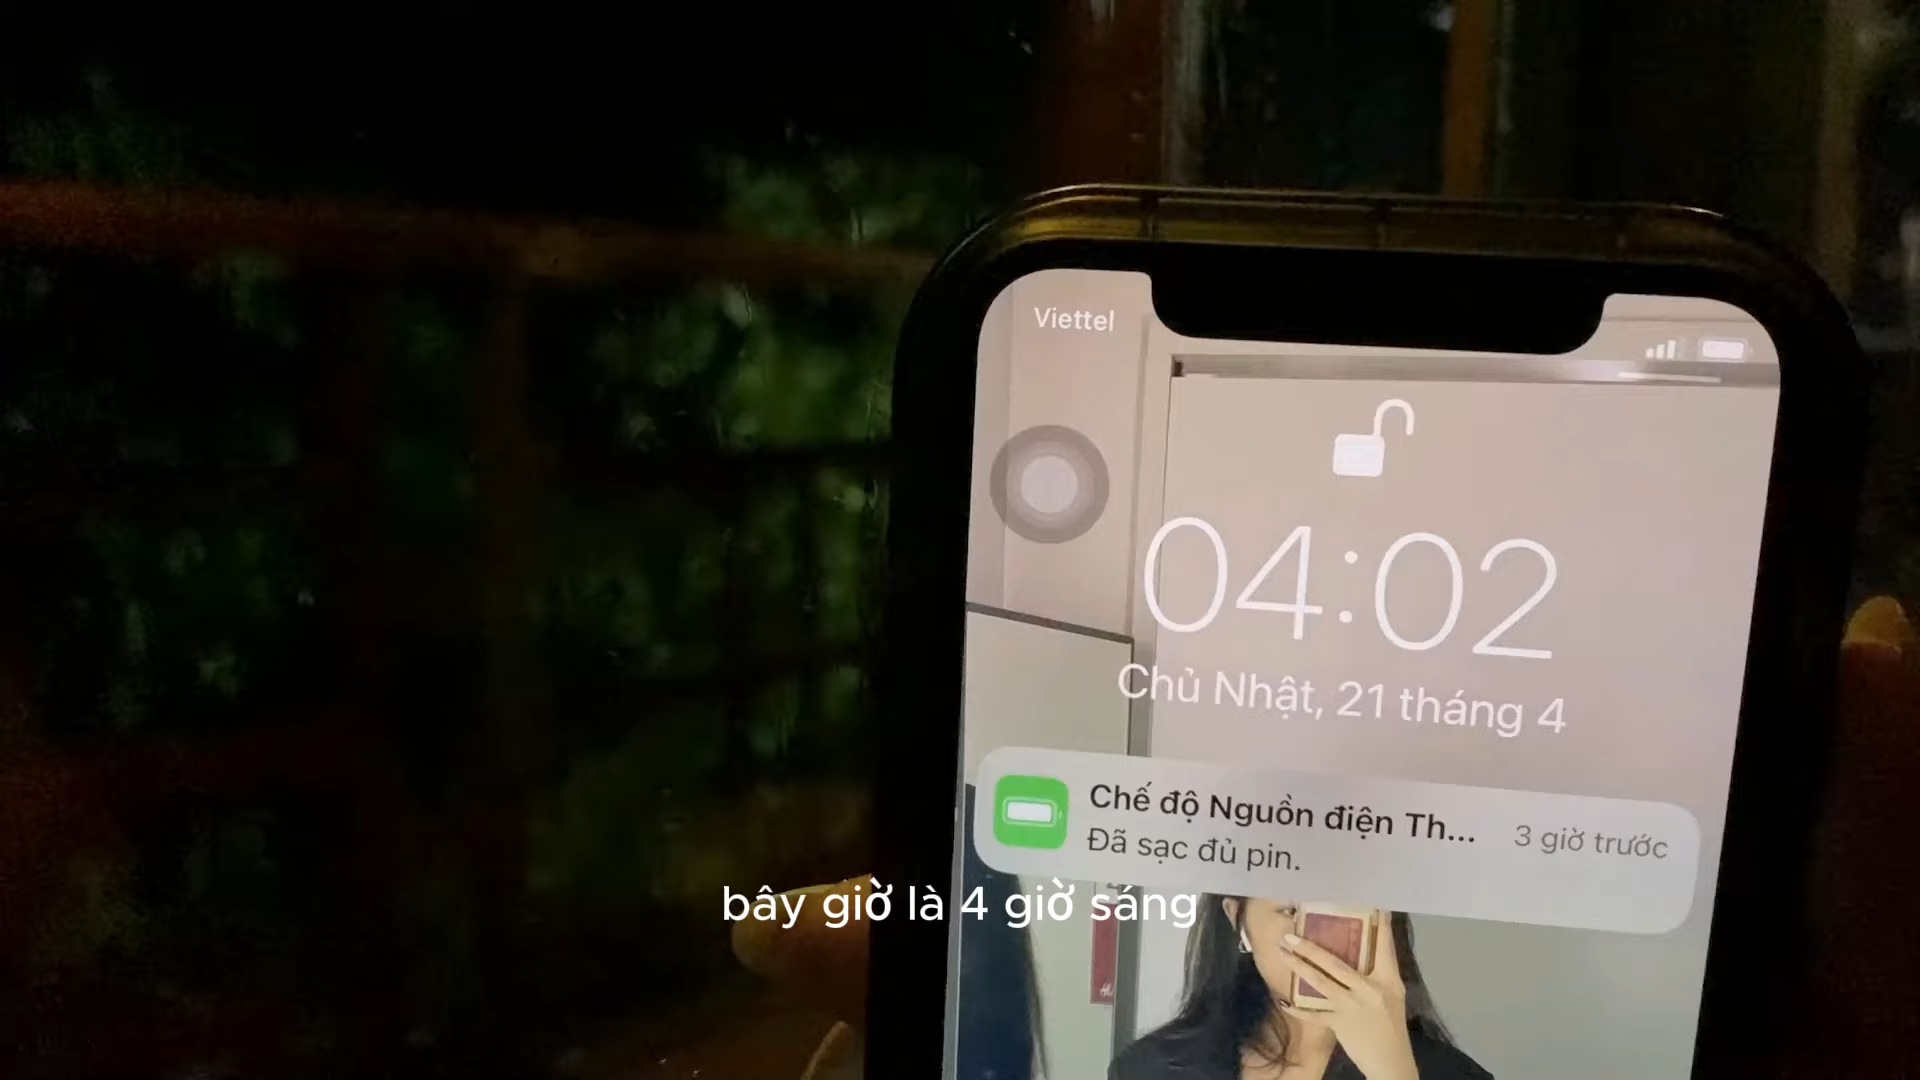 Viettel
04:02
Chủ Nhật, 21 tháng 4
Chế độ Nguồn điện Th...
3 giờ trước
Đã sạc đủ pin.
bây giờ là 4 giờ sáng